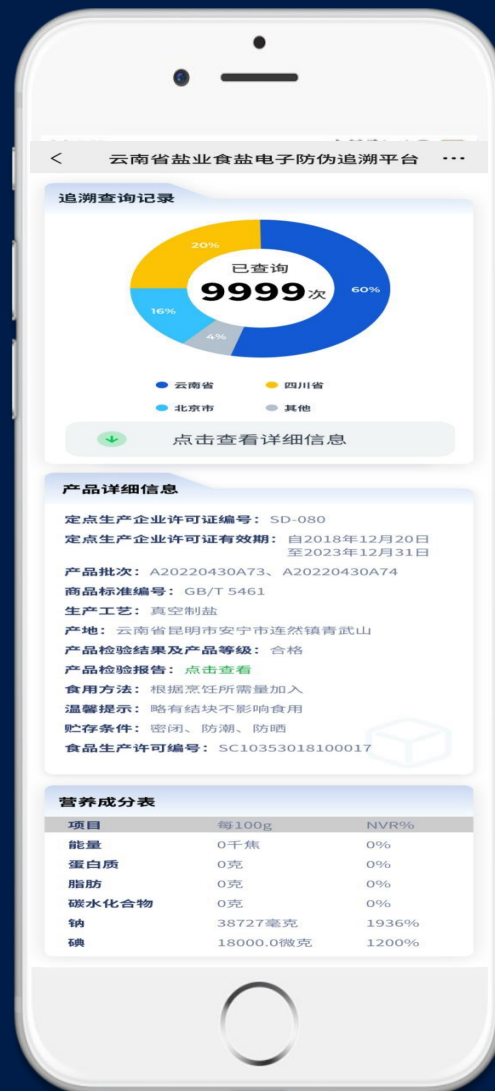 云南省盐业食盐电子防伪追溯平台
追溯查询记录
20%
已查询
9999次
60%
16%
4%
云南省
四川省
北京市
其他
点击查看详细信息
产品详细信息
定点生产企业许可证编号：SD-080
定点生产企业许可证有效期：自2018年12月20日
至2023年12月31日
产品批次：A20220430A73、A20220430A74
商品标准编号：GB/T 5461
生产工艺：真空制盐
产地：云南省昆明市安宁市连然镇青武山
产品检验结果及产品等级：合格
产品检验报告：点击查看
食用方法：根据烹饪所需量加入
温馨提示：略有结块不影响食用
贮存条件：密闭、防潮、防晒
食品生产许可编号：SC10353018100017
营养成分表
项目 每100g NVR%
能量 0千焦 0%
蛋白质 0克 0%
脂肪 0克 0%
碳水化合物 0克 0%
钠 38727毫克 1936%
碘 18000.0微克 1200%